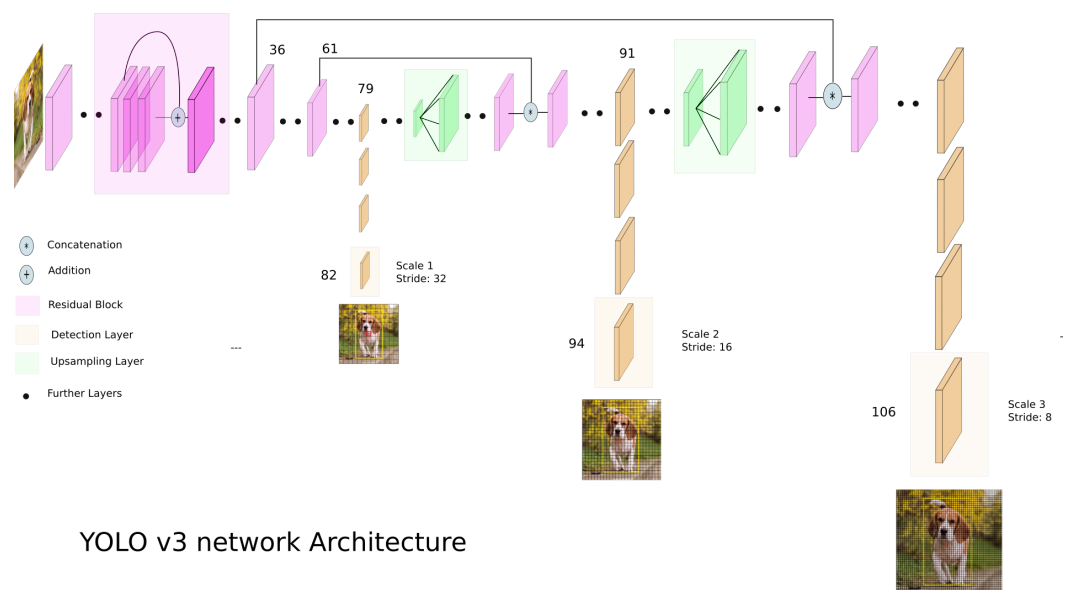 36
61
91
79
*
*
+
*
Concatenation
+
Addition
Residual Block
Detection Layer
Upsampling Layer
Further Layers
---
-
82
Scale 1
Stride: 32
94
Scale 2
Stride: 16
106
Scale 3
Stride: 8
YOLO v3 network Architecture